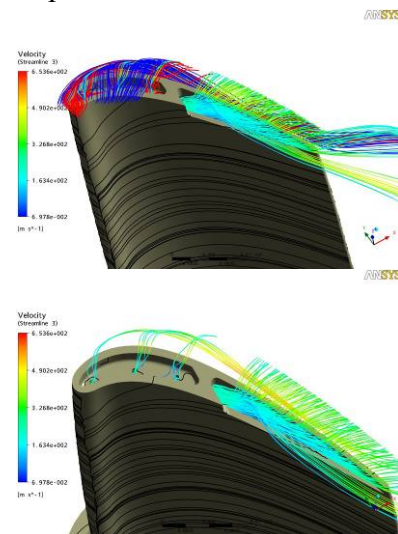 ANSYS
Velocity
(Streamline 3)
6.536e+002
4.902e+002
3.268e+002
1.634e+002
6.978e-002
[m s^-1]
ANSYS
Velocity
(Streamline 3)
6.536e+002
4.902e+002
3.268e+002
1.634e+002
6.978e-002
[m s^-1]